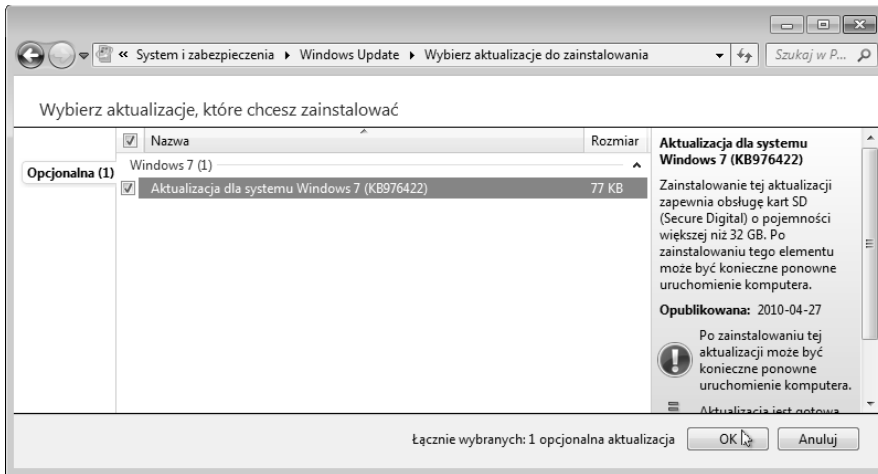 « System i zabezpieczenia ▸ Windows Update ▸ Wybierz aktualizacje do zainstalowania
Szukaj w P...
Wybierz aktualizacje, które chcesz zainstalować
Nazwa Rozmiar
Opcjonalna (1)
Windows 7 (1)
Aktualizacja dla systemu Windows 7 (KB976422) 77 KB
Aktualizacja dla systemu
Windows 7 (KB976422)
Zainstalowanie tej aktualizacji
zapewnia obsługę kart SD
(Secure Digital) o pojemności
większej niż 32 GB. Po
zainstalowaniu tego elementu
może być konieczne ponowne
uruchomienie komputera.
Opublikowana: 2010-04-27
Po zainstalowaniu tej
aktualizacji może być
konieczne ponowne
uruchomienie komputera.
Aktualizacja jest gotowa
Łącznie wybranych: 1 opcjonalna aktualizacja OK Anuluj